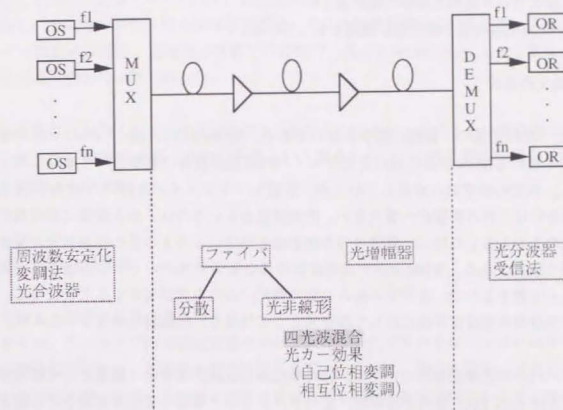 OS
f1
OS
f2
OS
fn
MUX
DEMUX
f1
OR
f2
OR
fn
OR
周波数安定化
変調法
光合波器
ファイバ
分散
光非線形
四光波混合
光カー効果
(自己位相変調
相互位相変調)
光増幅器
光分波器
受信法